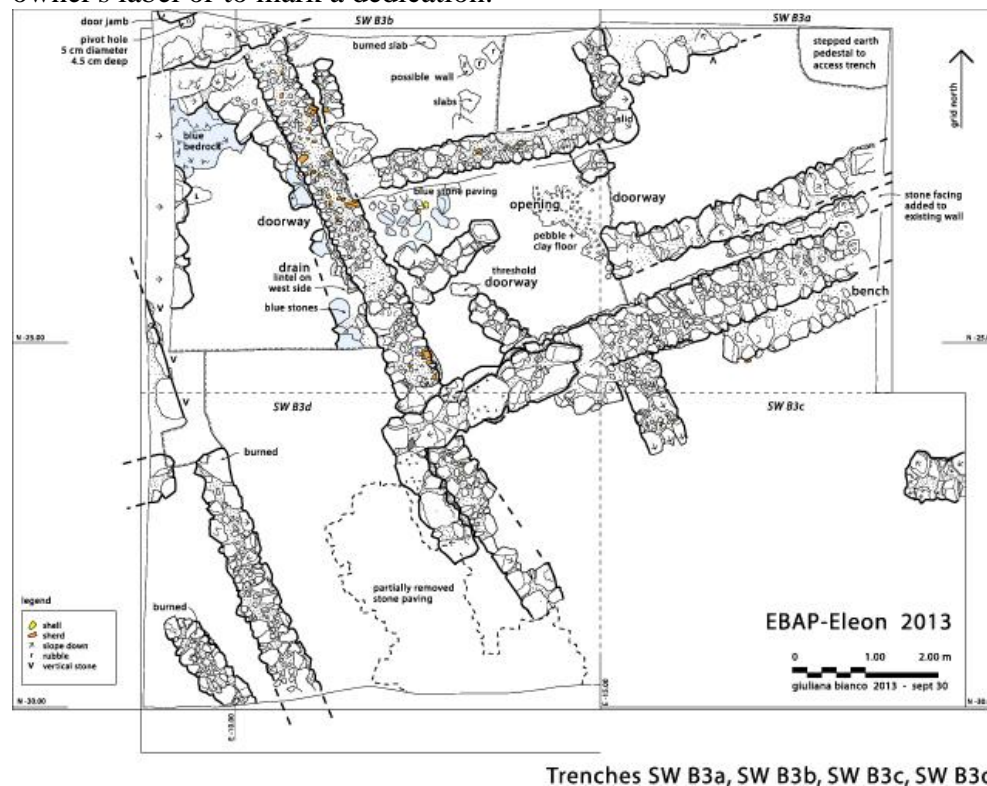 owner's label or to mark a dedication.
SW B3b
SW B3a
door jamb
pivot hole
5 cm diameter
4.5 cm deep
burned slab
r
r
possible wall
slabs
stepped earth
pedestal to
access trench
grid north
slip
blue
bedrock
L
blue stone paving
opening
doorway
doorway
stone facing
added to
existing wall
pebble +
clay floor
drain
lintel on
west side
threshold
doorway
bench
blue stones
V
N -25.00
V
V
SW B3d
SW B3c
burned
partially removed
stone paving
burned
legend
shell
sherd
slope down
r rubble
V vertical stone
EBAP-Eleon 2013
0 1.00 2.00 m
giuliana bianco 2013 - sept 30
N -30.00
E -10.00
E -15.00
Trenches SW B3a, SW B3b, SW B3c, SW